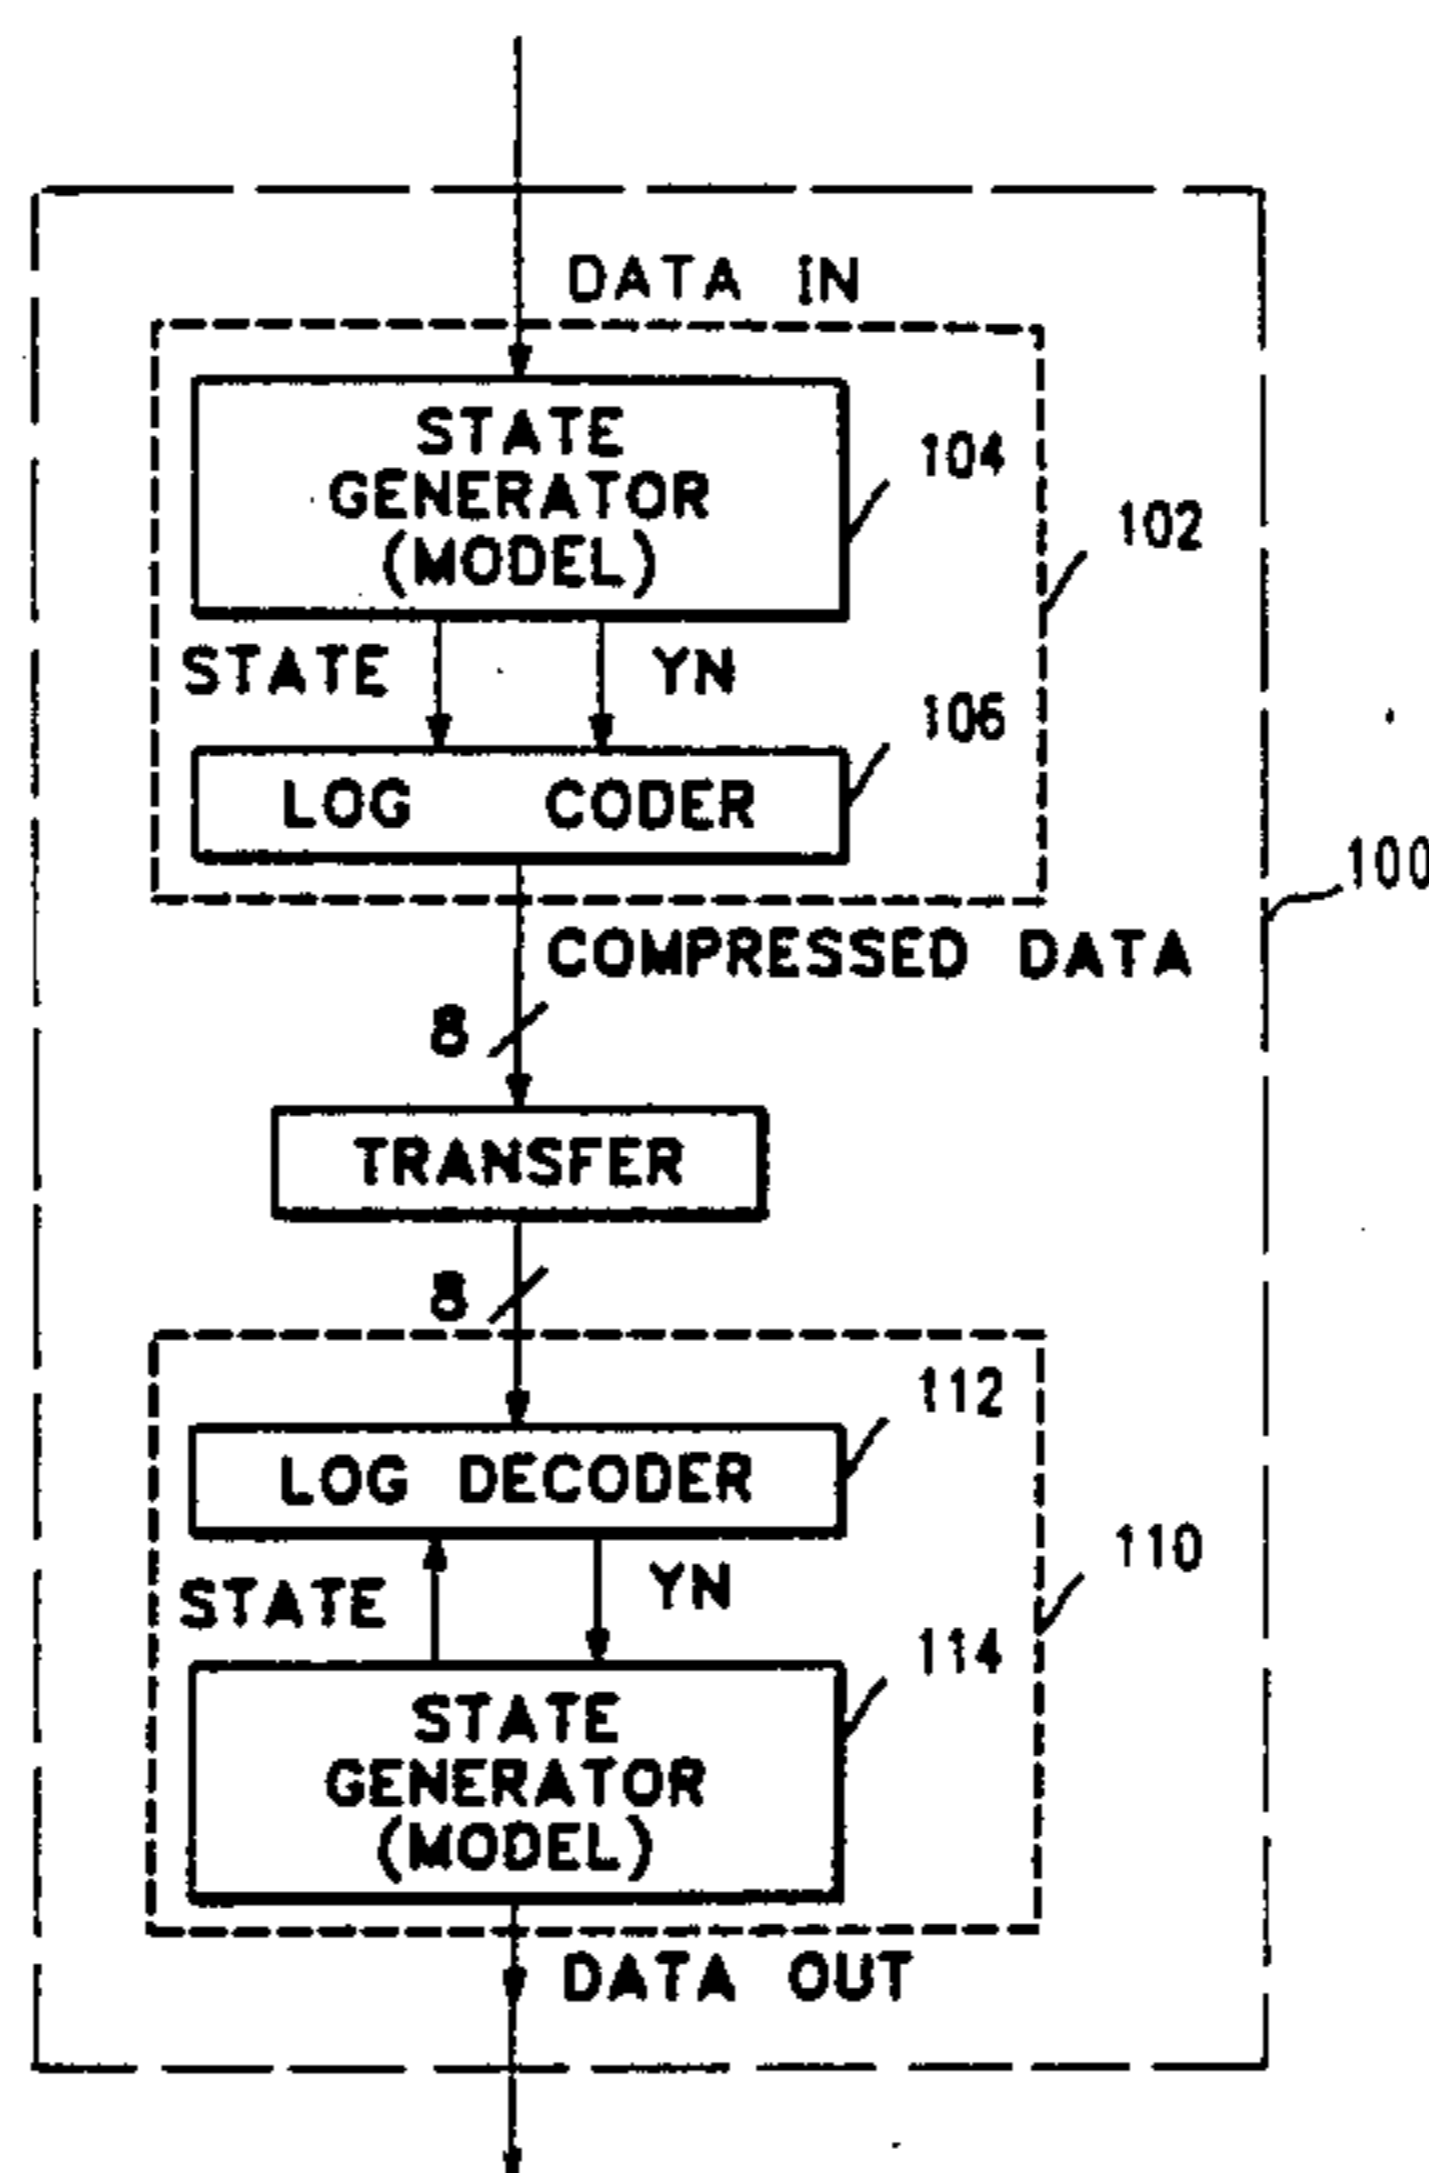 DATA IN
STATE
GENERATOR
(MODEL)
104
102
STATE
YN
106
LOG CODER
100
COMPRESSED DATA
8
TRANSFER
8
112
LOG DECODER
110
STATE
YN
114
STATE
GENERATOR
(MODEL)
DATA OUT